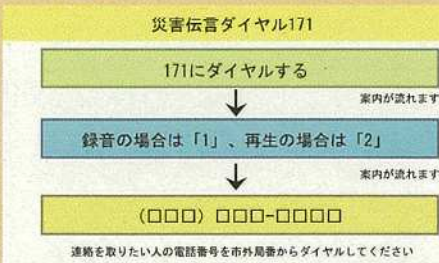 災害伝言ダイヤル171
171にダイヤルする
案内が流れます
録音の場合は「1」、再生の場合は「2」
案内が流れます
(□□□) □□□-□□□□
連絡を取りたい人の電話番号を市外局番からダイヤルしてください